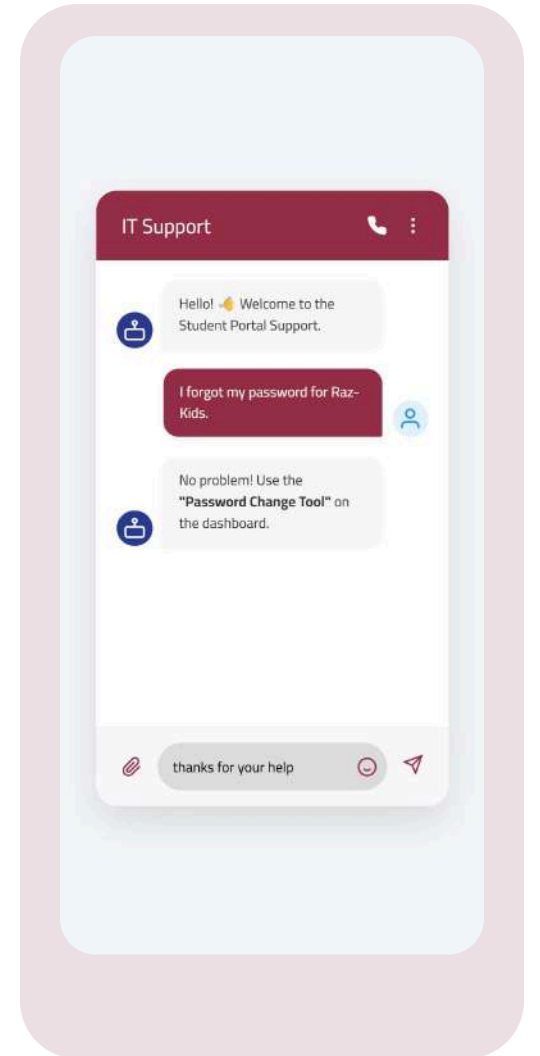 IT Support
Hello! 👋 Welcome to the
Student Portal Support.
I forgot my password for Raz-
Kids.
No problem! Use the
"Password Change Tool" on
the dashboard.
thanks for your help